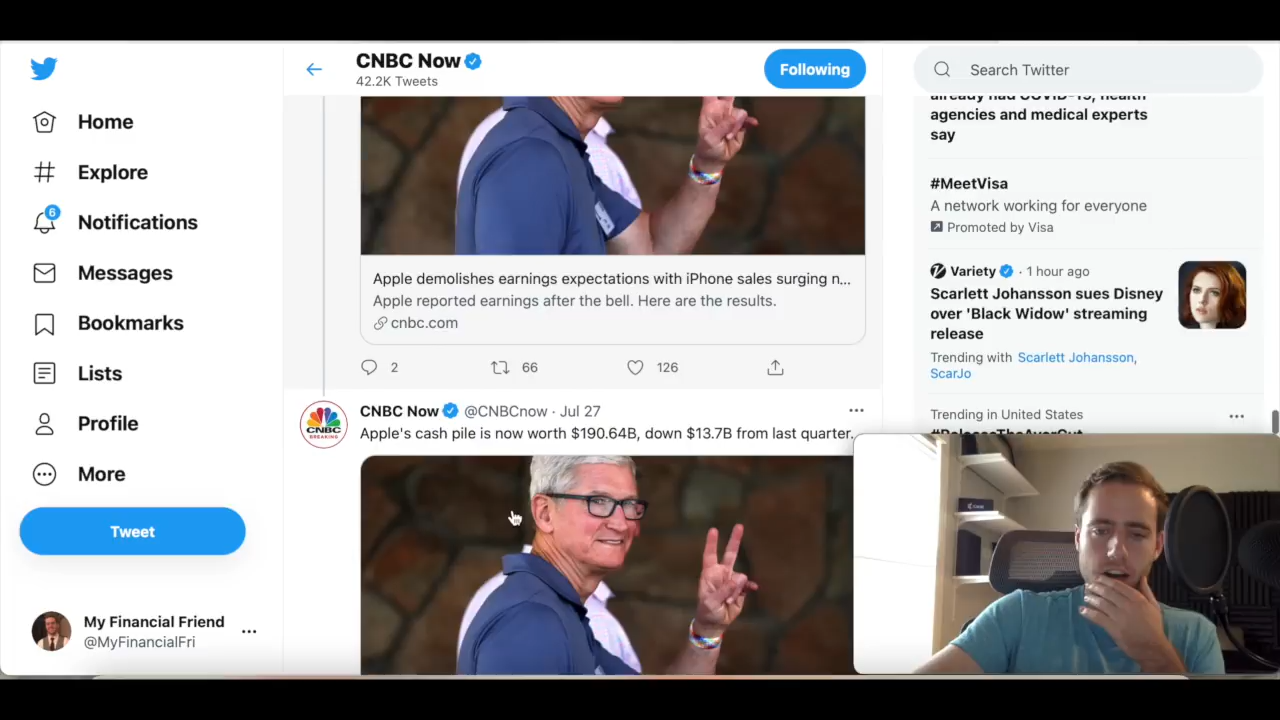 CNBC Now
42.2K Tweets
Following
Search Twitter
Home
Explore
6
Notifications
Messages
Bookmarks
Lists
Profile
More
Tweet
My Financial Friend
@MyFinancialFri
Apple demolishes earnings expectations with iPhone sales surging n...
Apple reported earnings after the bell. Here are the results.
cnbc.com
2
66
126
CNBC Now @CNBCnow · Jul 27
Apple's cash pile is now worth $190.64B, down $13.7B from last quarter.
CNBC
BREAKING
already had COVID-19, health
agencies and medical experts
say
#MeetVisa
A network working for everyone
Promoted by Visa
Variety · 1 hour ago
Scarlett Johansson sues Disney
over 'Black Widow' streaming
release
Trending with Scarlett Johansson,
ScarJo
Trending in United States